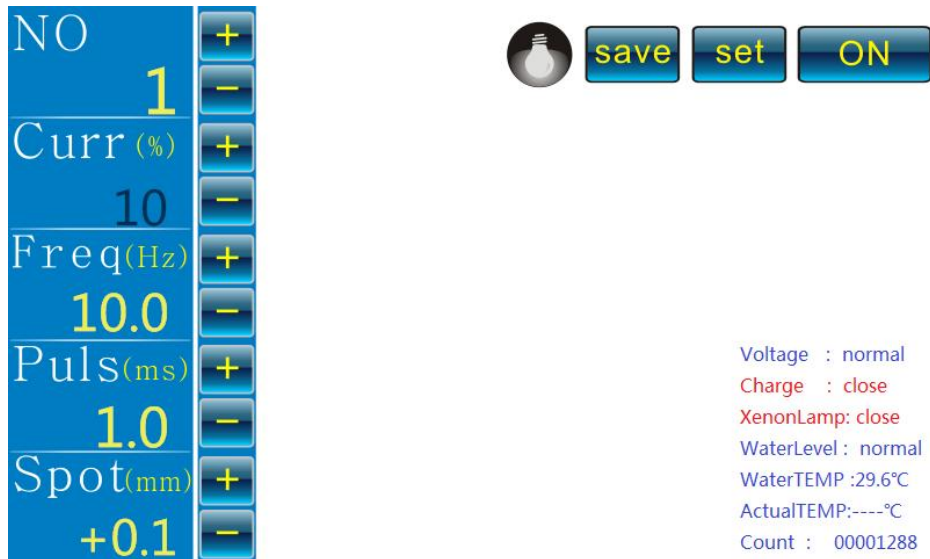 NO
+
1
−
Curr (%)
+
10
−
Freq(Hz)
+
10.0
−
Puls(ms)
+
1.0
−
Spot(mm)
+
+0.1
−
save set ON
Voltage : normal
Charge : close
XenonLamp: close
WaterLevel : normal
WaterTEMP :29.6℃
ActualTEMP:----℃
Count : 00001288